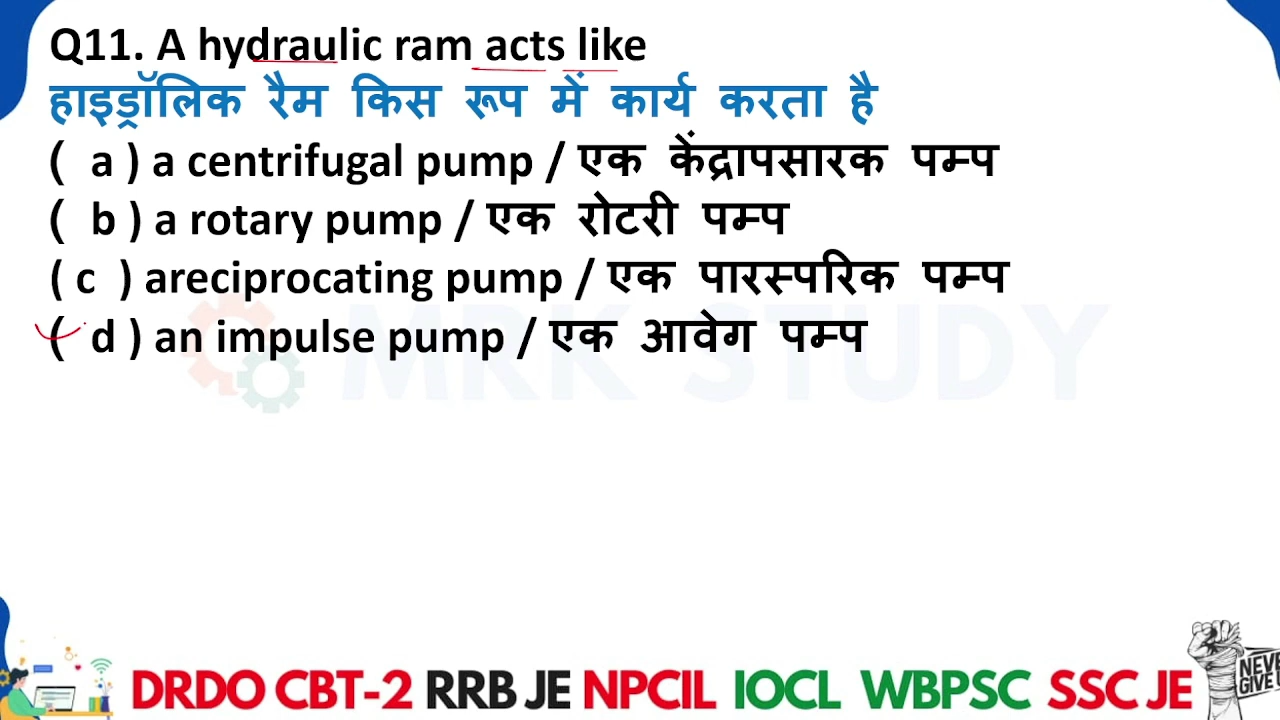 Q11. A hydraulic ram acts like
हाइड्रॉलिक रैम किस रूप में कार्य करता है
( a ) a centrifugal pump / एक केंद्रापसारक पम्प
( b ) a rotary pump / एक रोटरी पम्प
( c ) areciprocating pump / एक पारस्परिक पम्प
( d ) an impulse pump / एक आवेग पम्प
MRK STUDY
DRDO CBT-2 RRB JE NPCIL IOCL WBPSC SSC JE
NEVER
GIVE U